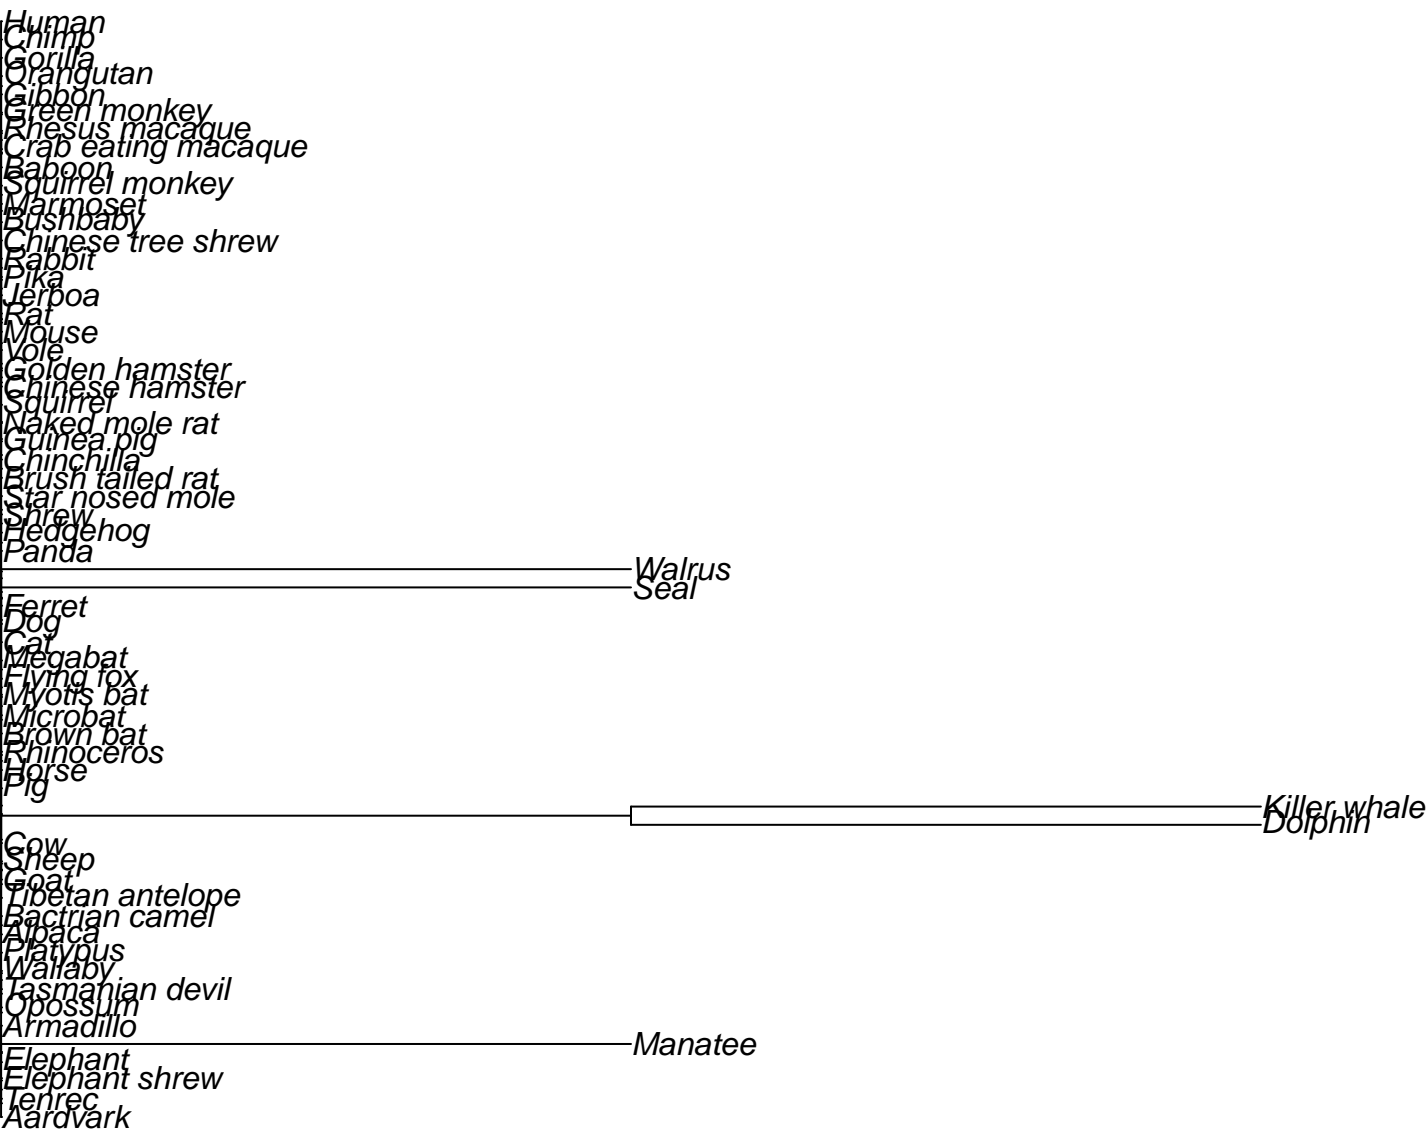 Human
Chimp
Gorilla
Orangutan
Gibbon
Green monkey
Rhesus macaque
Crab eating macaque
Baboon
Squirrel monkey
Marmoset
Bushbaby
Chinese tree shrew
Rabbit
Pika
Jerboa
Rat
Mouse
Vole
Golden hamster
Chinese hamster
Squirrel
Naked mole rat
Guinea pig
Chinchilla
Brush tailed rat
Star nosed mole
Shrew
Hedgehog
Panda
Walrus
Seal
Ferret
Dog
Cat
Megabat
Flying fox
Myotis bat
Microbat
Brown bat
Rhinoceros
Horse
Pig
Killer whale
Dolphin
Cow
Sheep
Goat
Tibetan antelope
Bactrian camel
Alpaca
Platypus
Wallaby
Tasmanian devil
Opossum
Armadillo
Manatee
Elephant
Elephant shrew
Tenrec
Aardvark